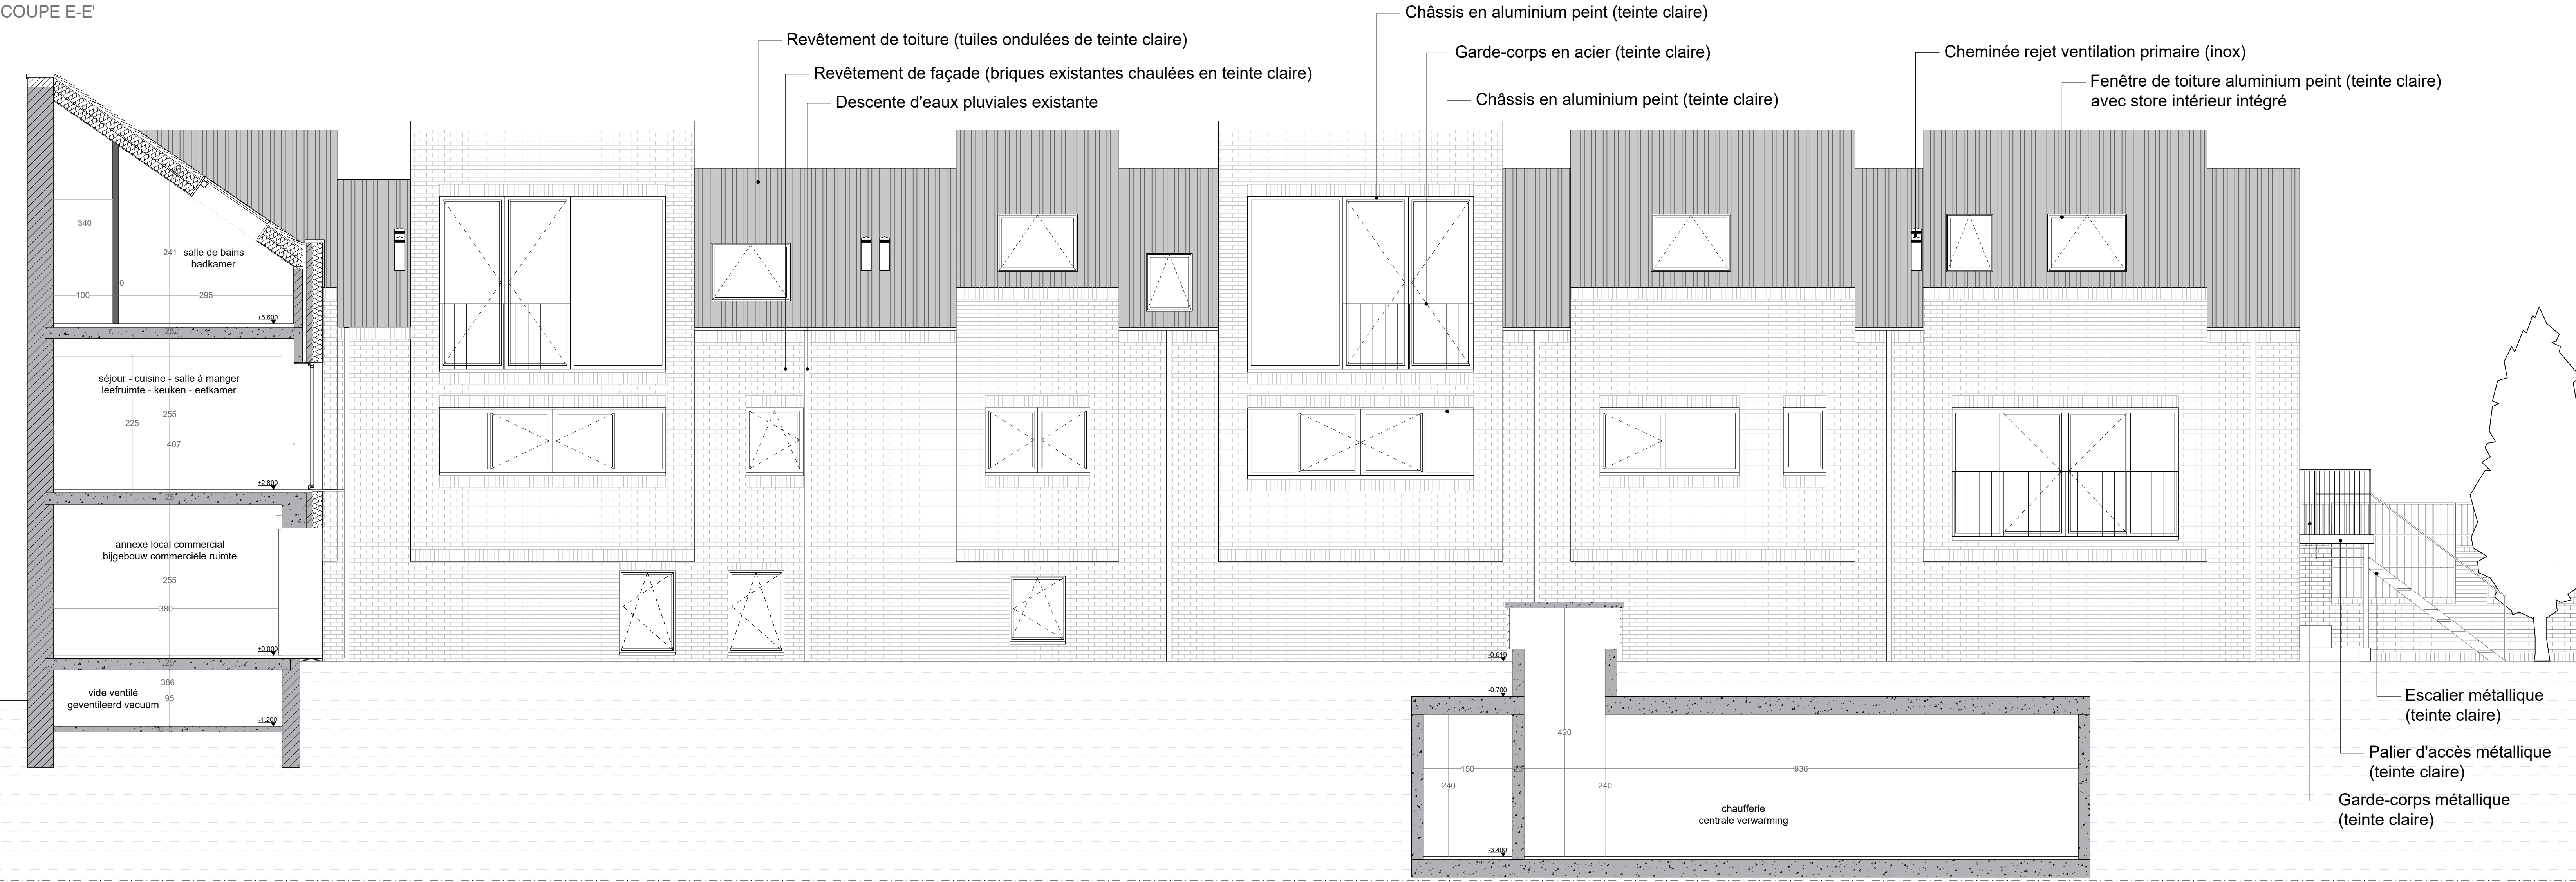 COUPE E-E'
Châssis en aluminium peint (teinte claire)
Revêtement de toiture (tuiles ondulées de teinte claire)
Garde-corps en acier (teinte claire)
Cheminée rejet ventilation primaire (inox)
Revêtement de façade (briques existantes chaulées en teinte claire)
Fenêtre de toiture aluminium peint (teinte claire)
avec store intérieur intégré
Descente d'eaux pluviales existante
Châssis en aluminium peint (teinte claire)
340
241
salle de bains
badkamer
0
100
295
+5.600
25
séjour - cuisine - salle à manger
leefruimte - keuken - eetkamer
255
225
407
+2.800
25
annexe local commercial
bijgebouw commerciële ruimte
255
380
+0.000
25
386
vide ventilé
geventileerd vacuüm
95
-1.200
-0.010
-0.700
420
150
20
936
240
240
chaufferie
centrale verwarming
-3.400
Escalier métallique
(teinte claire)
Palier d'accès métallique
(teinte claire)
Garde-corps métallique
(teinte claire)